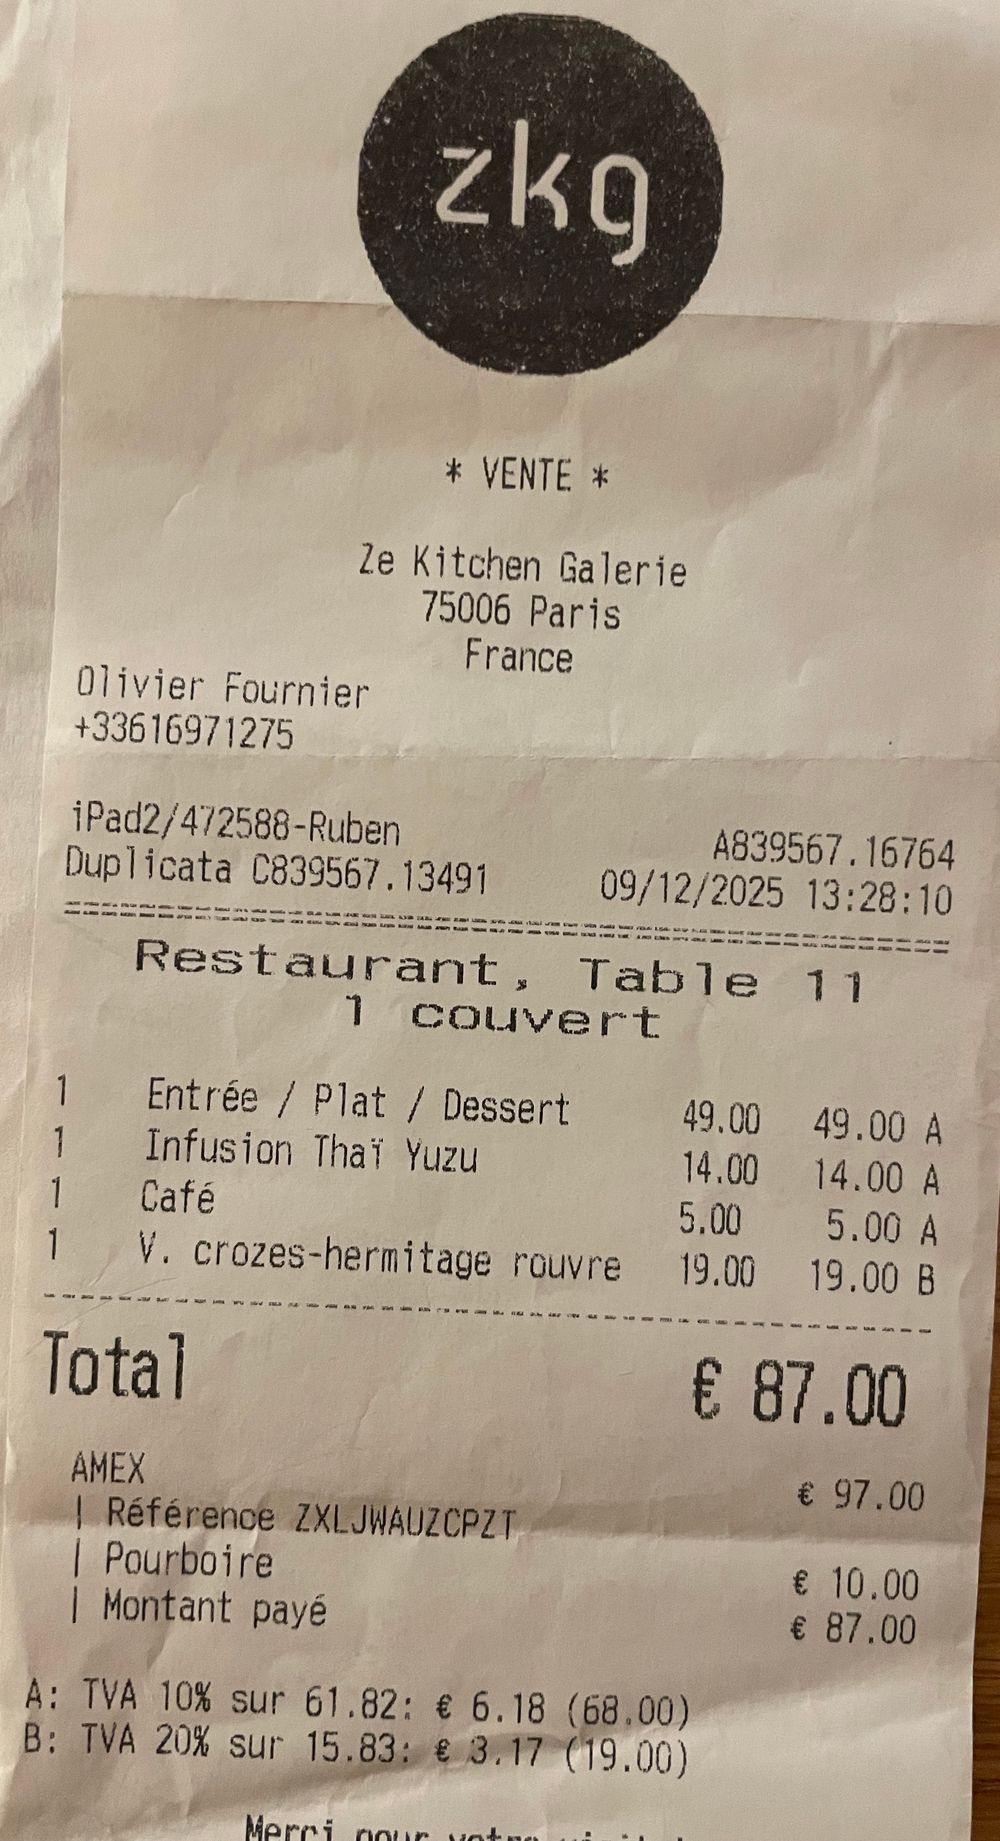 zkg
* VENTE *
Ze Kitchen Galerie
75006 Paris
France
Olivier Fournier
+33616971275
iPad2/472588-Ruben A839567.16764
Duplicata C839567.13491 09/12/2025 13:28:10
Restaurant, Table 11
1 couvert
1 Entrée / Plat / Dessert 49.00 49.00 A
1 Infusion Thaï Yuzu 14.00 14.00 A
1 Café 5.00 5.00 A
1 V. crozes-hermitage rouvre 19.00 19.00 B
Total € 87.00
AMEX € 97.00
| Référence ZXLJWAUZCPZT
| Pourboire € 10.00
| Montant payé € 87.00
A: TVA 10% sur 61.82: € 6.18 (68.00)
B: TVA 20% sur 15.83: € 3.17 (19.00)
Merci pour votre